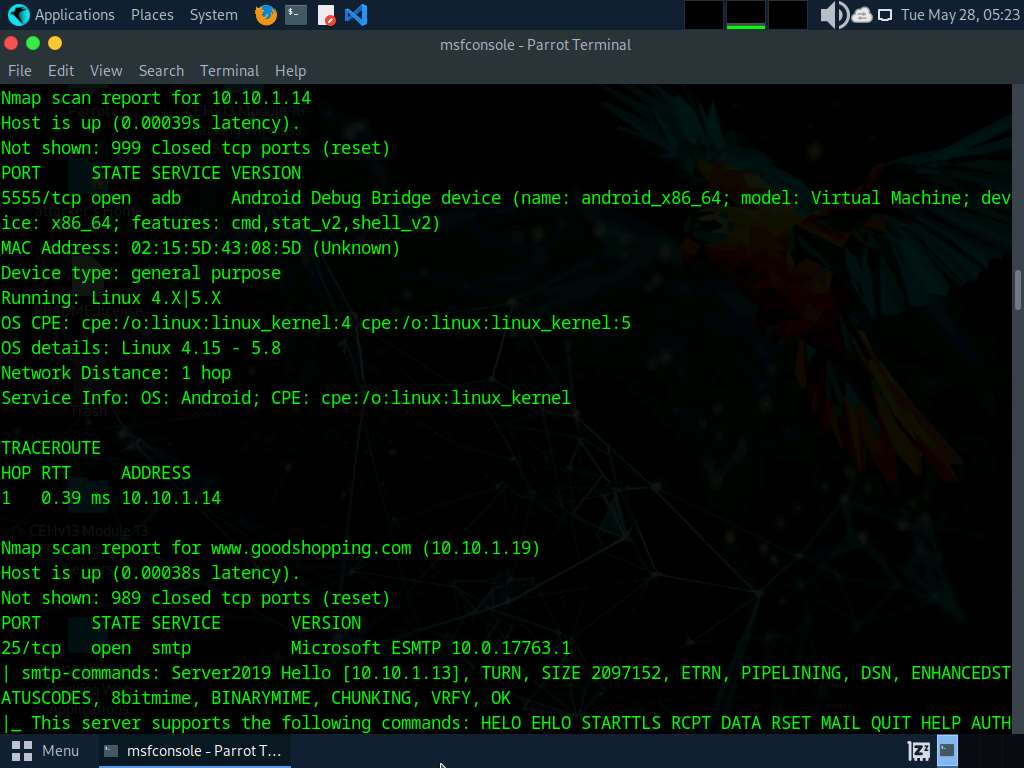 Applications Places System Tue May 28, 05:23
msfconsole - Parrot Terminal
File Edit View Search Terminal Help
Nmap scan report for 10.10.1.14
Host is up (0.00039s latency).
Not shown: 999 closed tcp ports (reset)
PORT     STATE SERVICE VERSION
5555/tcp open  adb     Android Debug Bridge device (name: android_x86_64; model: Virtual Machine; dev
ice: x86_64; features: cmd,stat_v2,shell_v2)
MAC Address: 02:15:5D:43:08:5D (Unknown)
Device type: general purpose
Running: Linux 4.X|5.X
OS CPE: cpe:/o:linux:linux_kernel:4 cpe:/o:linux:linux_kernel:5
OS details: Linux 4.15 - 5.8
Network Distance: 1 hop
Service Info: OS: Android; CPE: cpe:/o:linux:linux_kernel
Trash
TRACEROUTE
HOP RTT     ADDRESS
1   0.39 ms 10.10.1.14
CEHv13 Module 13
Nmap scan report for www.goodshopping.com (10.10.1.19)
Host is up (0.00038s latency).
Not shown: 989 closed tcp ports (reset)
PORT     STATE SERVICE       VERSION
25/tcp   open  smtp          Microsoft ESMTP 10.0.17763.1
| smtp-commands: Server2019 Hello [10.10.1.13], TURN, SIZE 2097152, ETRN, PIPELINING, DSN, ENHANCEDST
ATUSCODES, 8bitmime, BINARYMIME, CHUNKING, VRFY, OK
|_ This server supports the following commands: HELO EHLO STARTTLS RCPT DATA RSET MAIL QUIT HELP AUTH
Menu msfconsole - Parrot T...